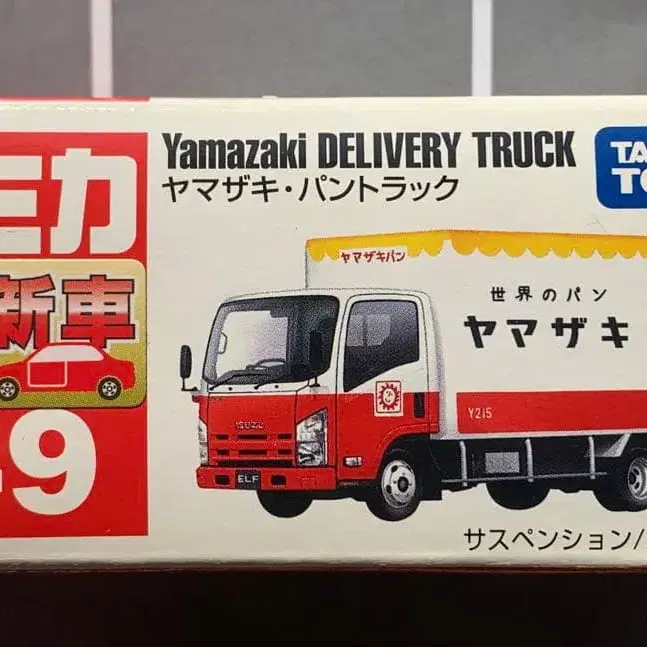 Yamazaki DELIVERY TRUCK
ヤマザキ・パントラック
TA
TO
ミカ
新車
9
ヤマザキパン
世界のパン
ヤマザキ
Y215
ISUZU
ELF
サスペンション/